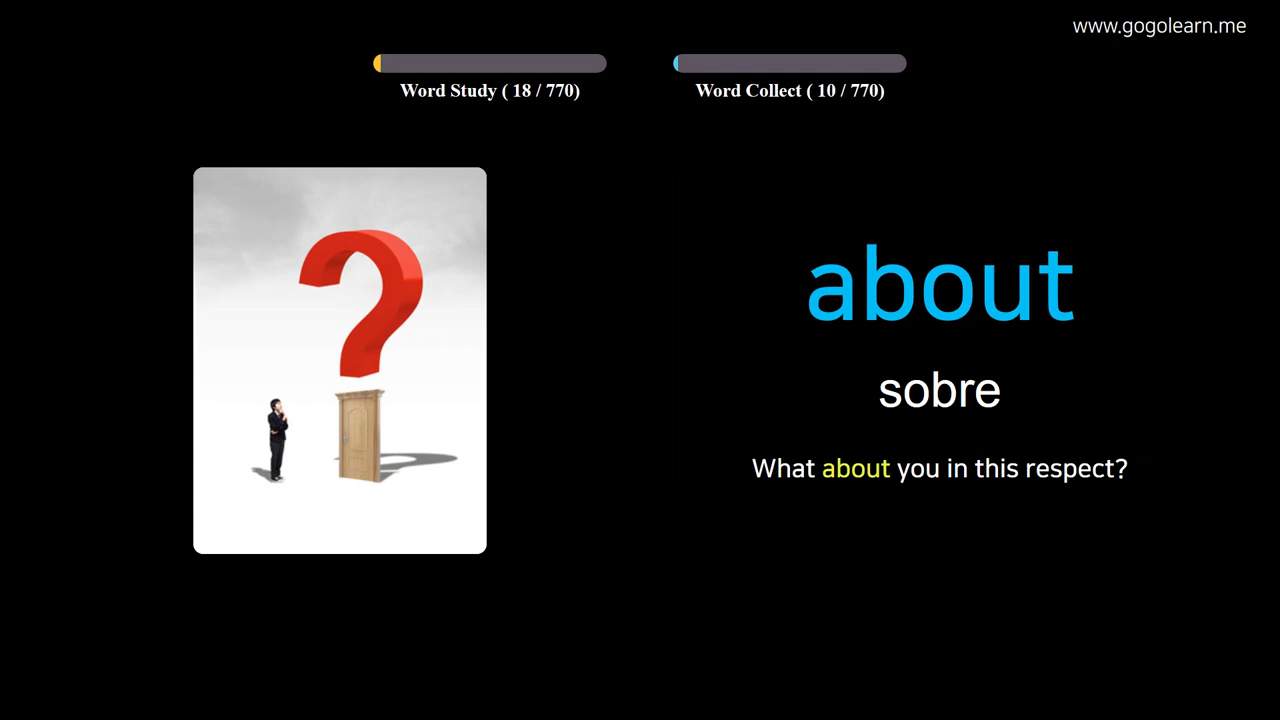 www.gogolearn.me
Word Study ( 18 / 770)
Word Collect ( 10 / 770)
about
sobre
What about you in this respect?